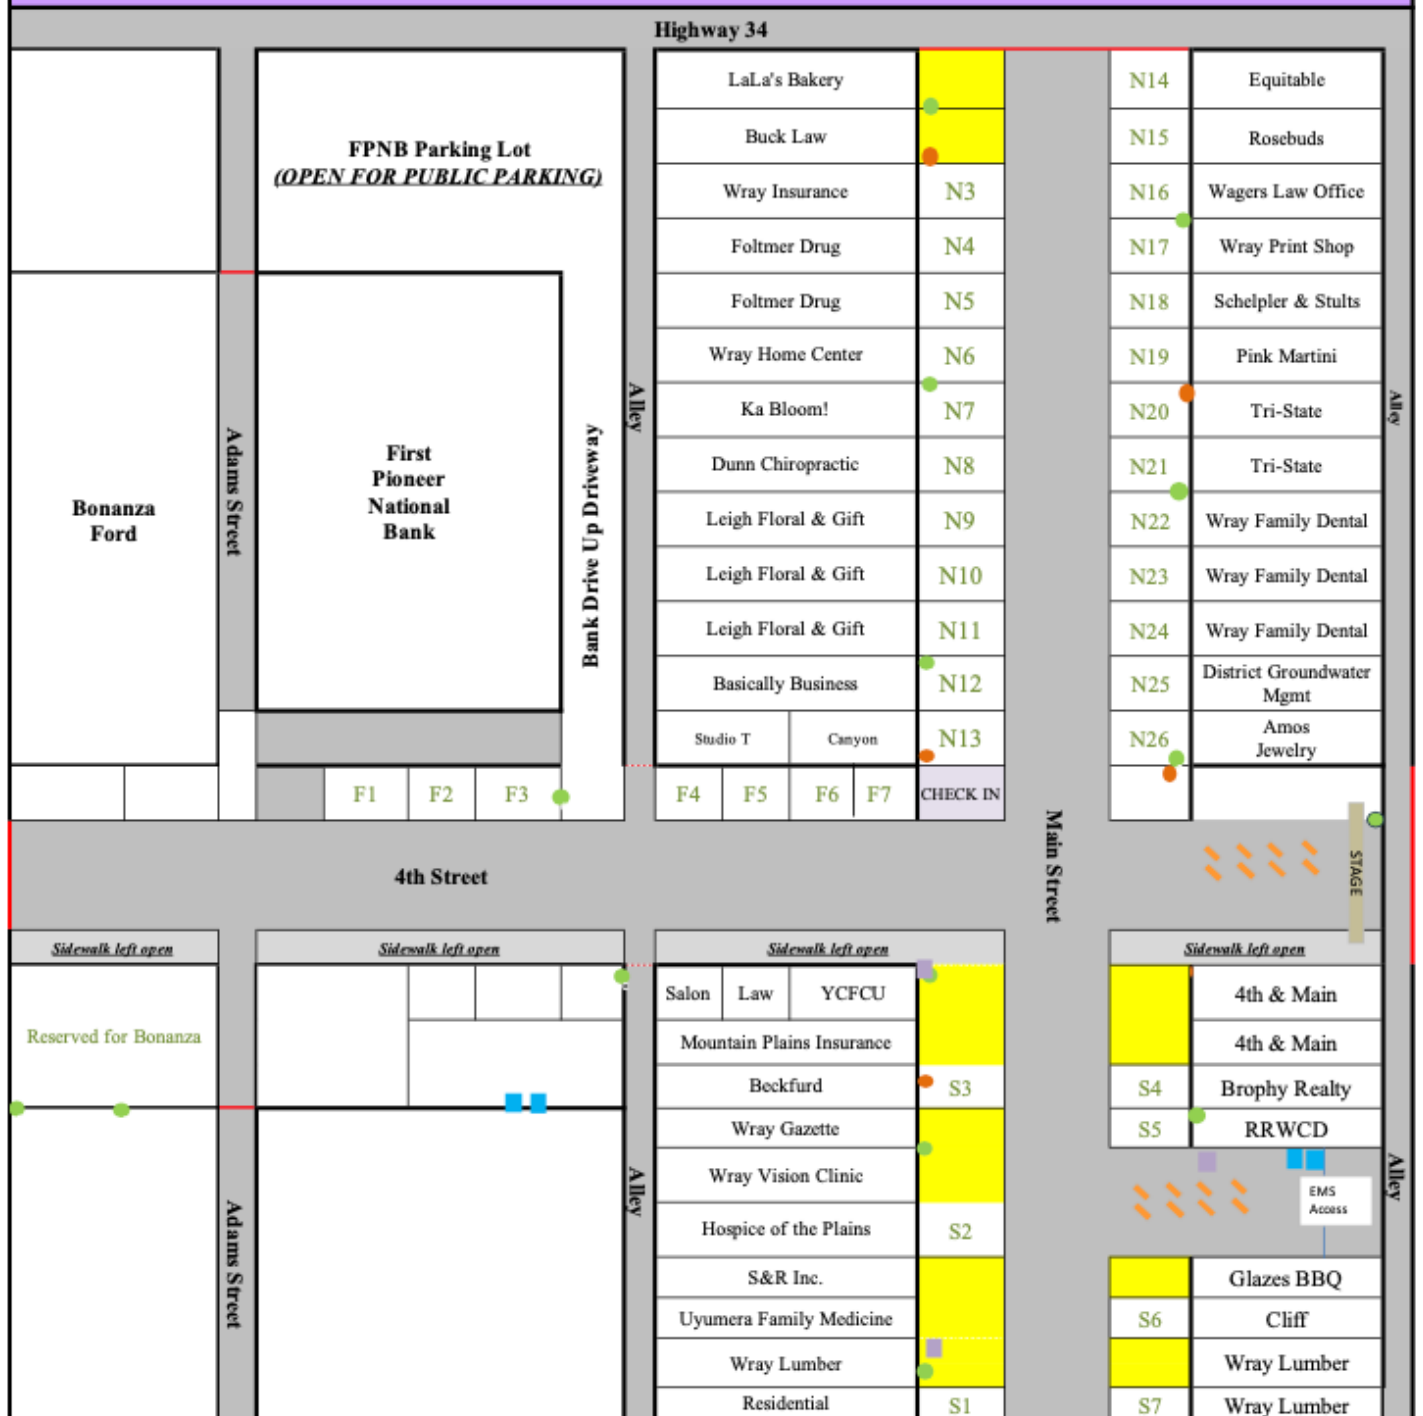 Highway 34
LaLa's Bakery
N14
Equitable
FPNB Parking Lot
(OPEN FOR PUBLIC PARKING)
Buck Law
N15
Rosebuds
Wray Insurance
N3
N16
Wagers Law Office
Foltmer Drug
N4
N17
Wray Print Shop
Foltmer Drug
N5
N18
Schelpler & Stults
Wray Home Center
N6
N19
Pink Martini
Alley
Ka Bloom!
N7
N20
Tri-State
Alley
Dunn Chiropractic
N8
N21
Tri-State
Bonanza
Ford
Adams Street
First
Pioneer
National
Bank
Bank Drive Up Driveway
Leigh Floral & Gift
N9
N22
Wray Family Dental
Leigh Floral & Gift
N10
N23
Wray Family Dental
Leigh Floral & Gift
N11
N24
Wray Family Dental
Basically Business
N12
N25
District Groundwater
Mgmt
Studio T
Canyon
N13
N26
Amos
Jewelry
F1
F2
F3
F4
F5
F6
F7
CHECK IN
Main Street
STAGE
4th Street
Sidewalk left open
Sidewalk left open
Sidewalk left open
Sidewalk left open
Salon
Law
YCFCU
4th & Main
Reserved for Bonanza
Mountain Plains Insurance
4th & Main
Beckfurd
S3
S4
Brophy Realty
Wray Gazette
S5
RRWCD
Adams Street
Alley
Wray Vision Clinic
EMS
Access
Alley
Hospice of the Plains
S2
S&R Inc.
Glazes BBQ
Uyumera Family Medicine
S6
Cliff
Wray Lumber
Wray Lumber
Residential
S1
S7
Wray Lumber